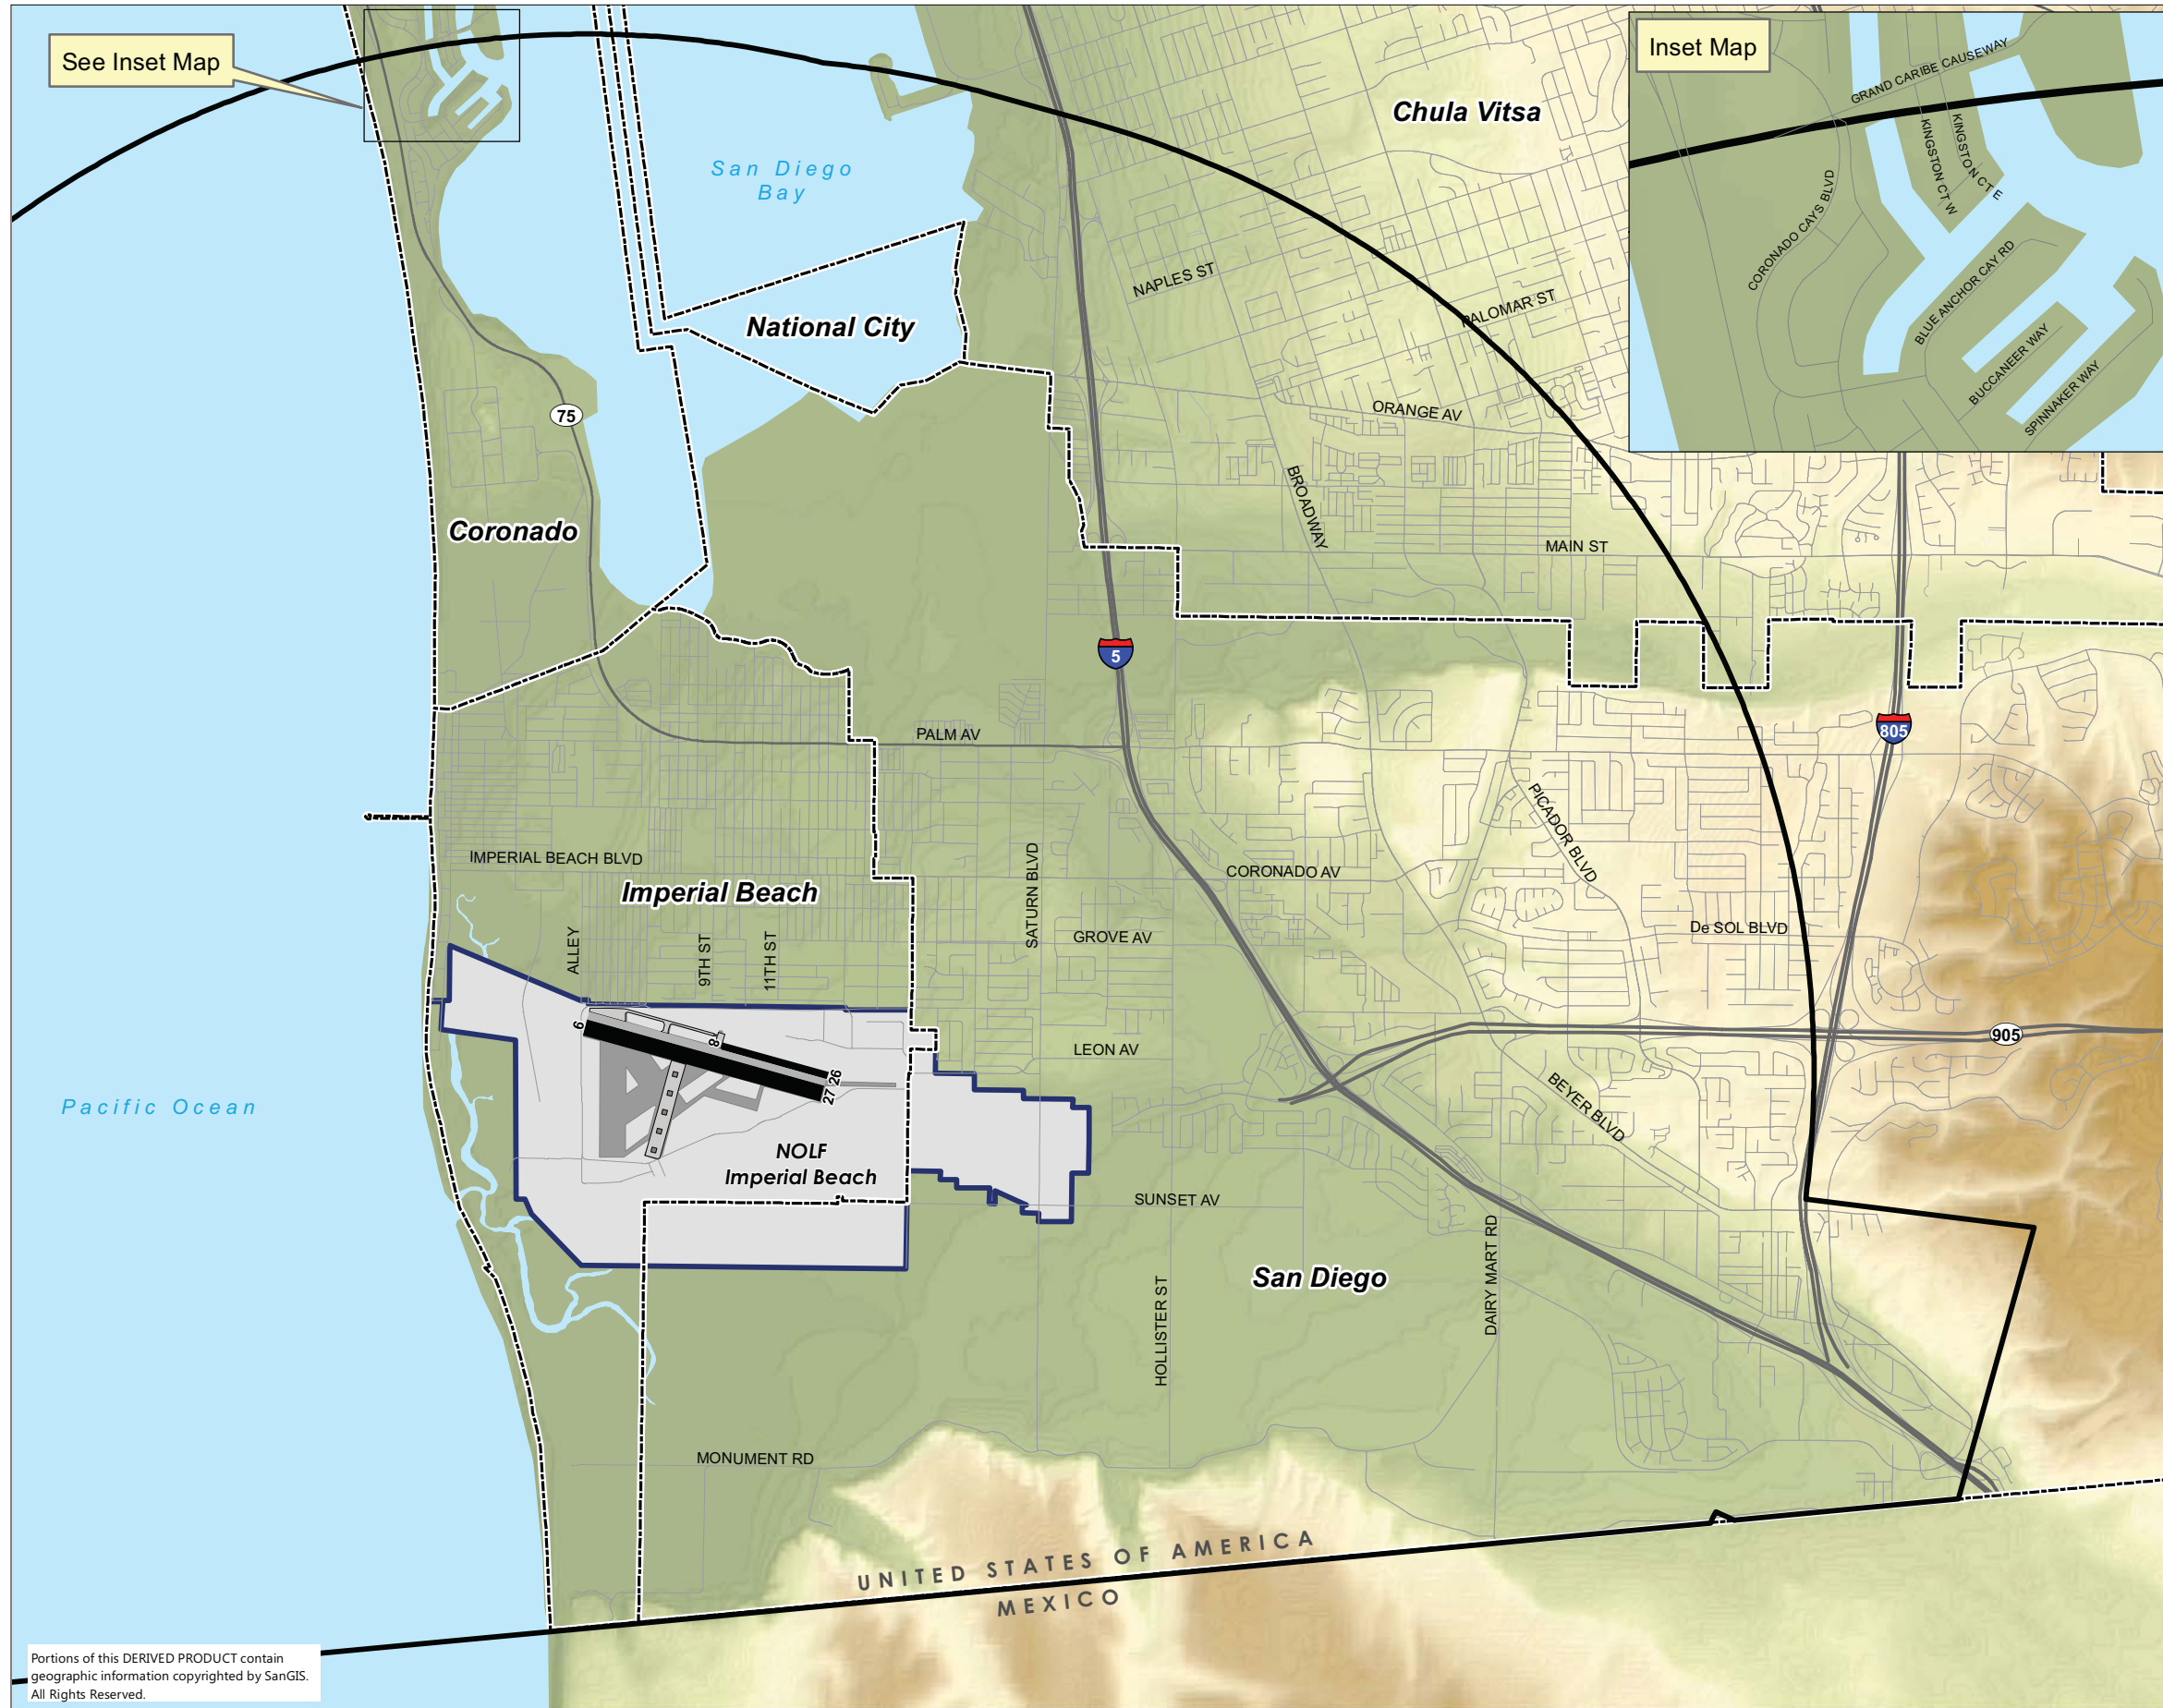 See Inset Map
Inset Map
GRAND CARIBE CAUSEWAY
KINGSTON CT W
KINGSTON CT E
CORONADO CAYS BLVD
BLUE ANCHOR CAY RD
BUCCANEER WAY
SPINNAKER WAY
Chula Vitsa
San Diego
Bay
NAPLES ST
PALOMAR ST
National City
75
ORANGE AV
BROADWAY
Coronado
MAIN ST
5
PALM AV
805
PICADOR BLVD
IMPERIAL BEACH BLVD
CORONADO AV
Imperial Beach
SATURN BLVD
De SOL BLVD
ALLEY
9TH ST
11TH ST
GROVE AV
6
8
905
LEON AV
26
27
Pacific Ocean
BEYER BLVD
NOLF
Imperial Beach
SUNSET AV
San Diego
DAIRY MART RD
HOLLISTER ST
MONUMENT RD
UNITED STATES OF AMERICA
MEXICO
Portions of this DERIVED PRODUCT contain
geographic information copyrighted by SanGIS.
All Rights Reserved.